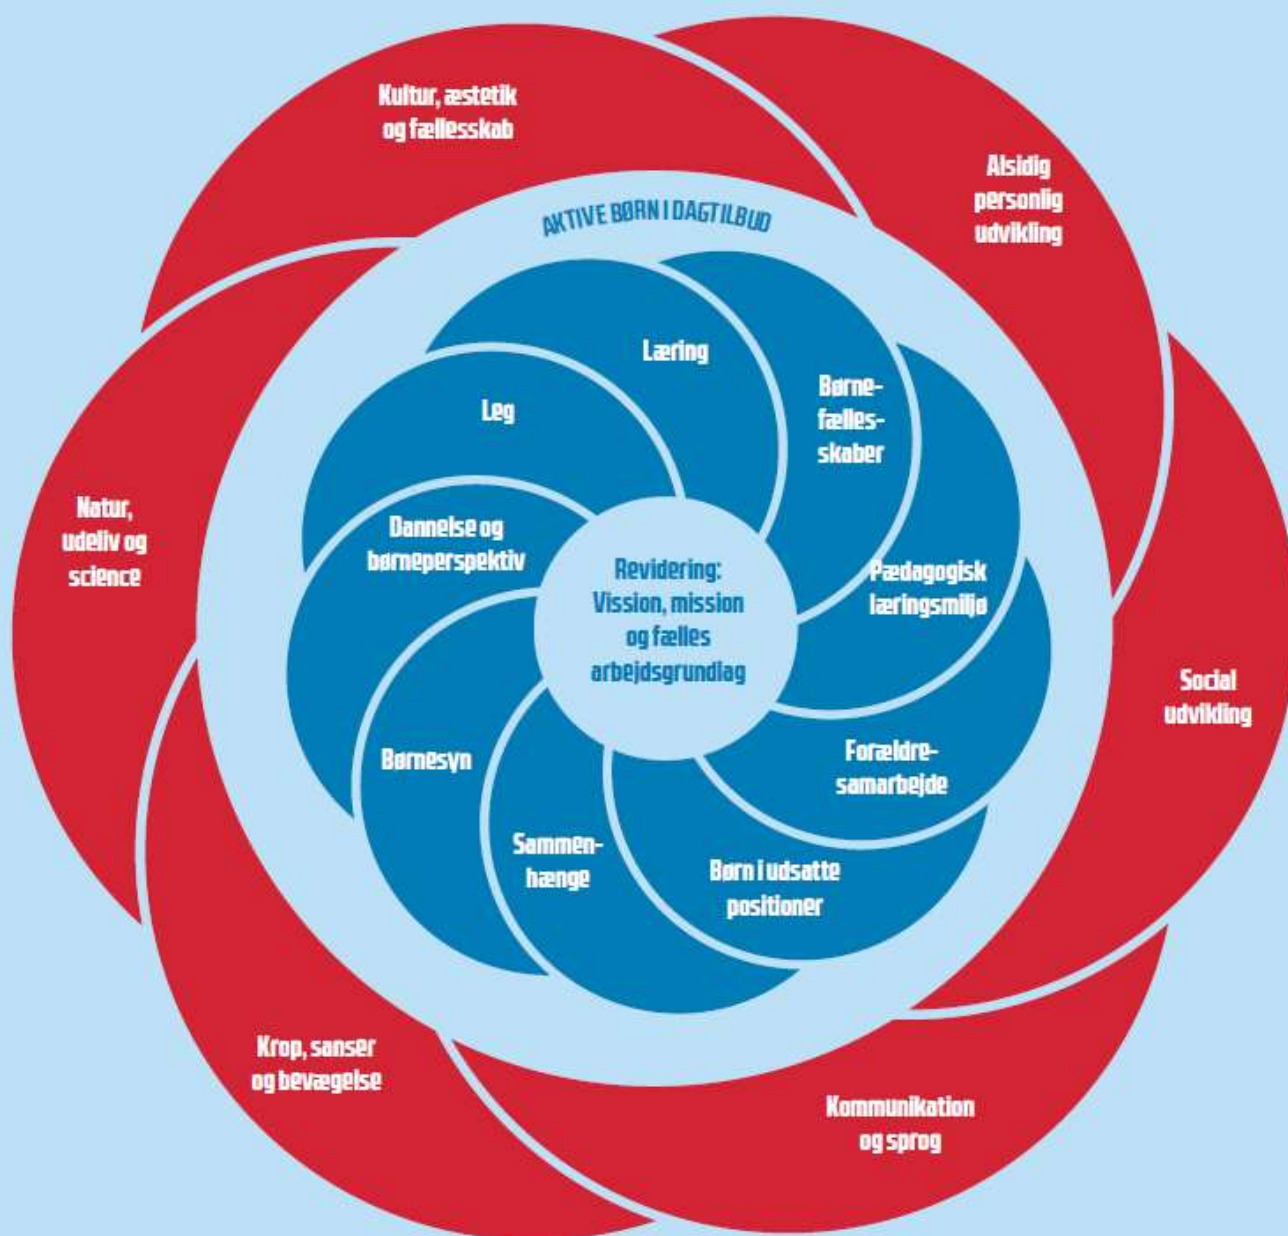 Kultur, æstetik
og fællesskab
Alsidig
personlig
udvikling
AKTIVE BØRN I DAGTILBUD
Læring
Børne-
fælles-
skaber
Leg
Natur,
udeliv og
science
Dannelse og
børneperspektiv
Revidering:
Vission, mission
og fælles
arbejdsgrundlag
Pædagogisk
læringsmiljø
Social
udvikling
Børnesyn
Forældre-
samarbejde
Sammen-
hænge
Børn i udsatte
positioner
Krop, sanser
og bevægelse
Kommunikation
og sprog